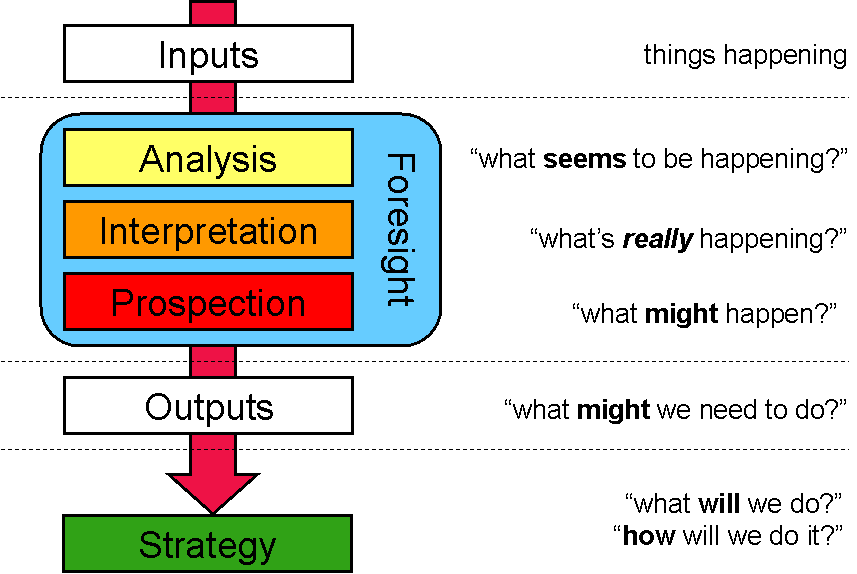 Inputs
things happening
Foresight
Analysis
“what seems to be happening?”
Interpretation
“what’s really happening?”
Prospection
“what might happen?”
Outputs
“what might we need to do?”
Strategy
“what will we do?”
“how will we do it?”